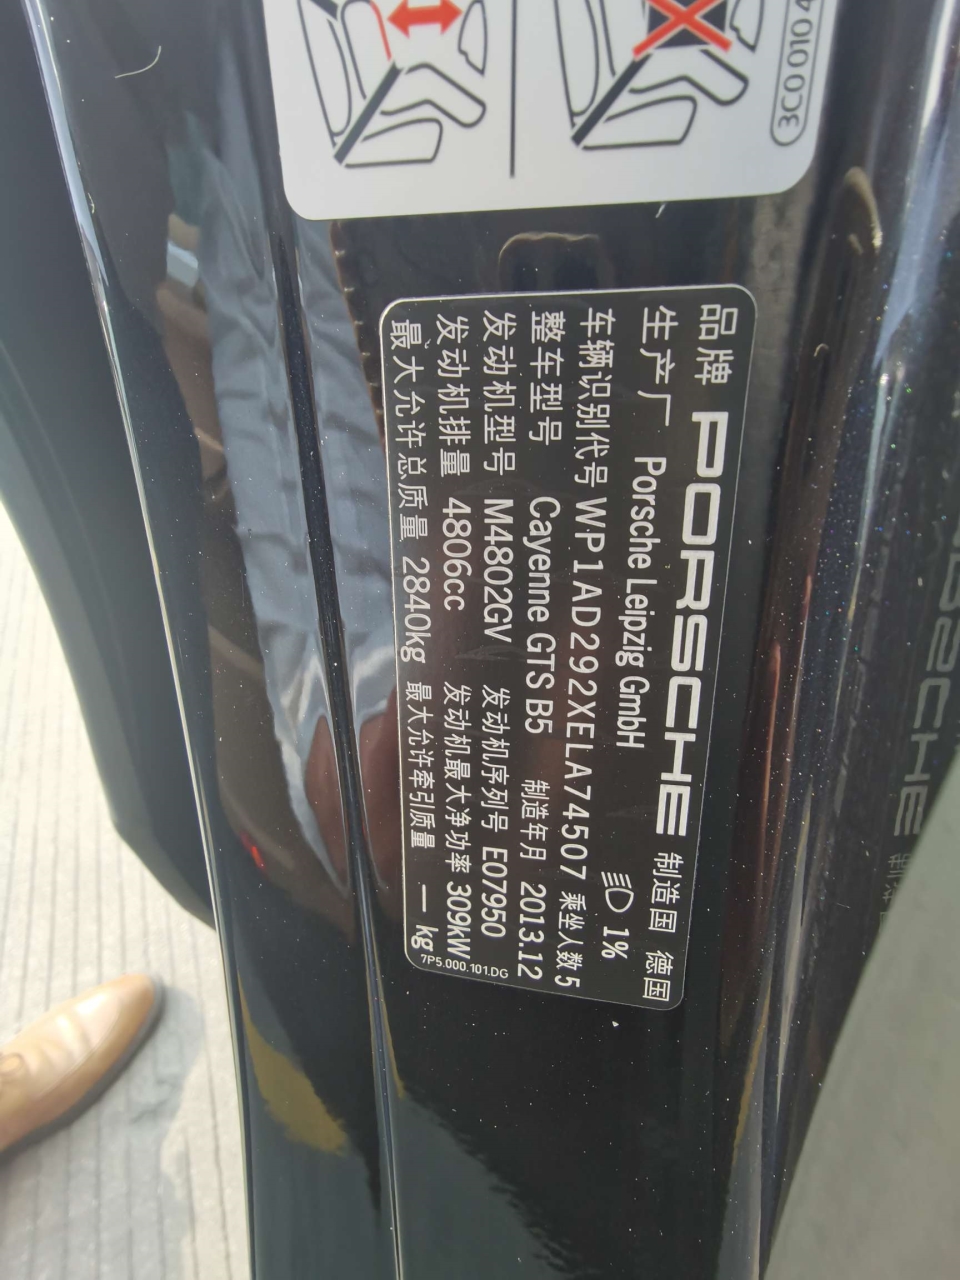 3C0 010 4
品牌 PORSCHE 制造国 德国
生产厂 Porsche Leipzig GmbH 1%
车辆识别代号 WP1AD292XELA74507 乘坐人数 5
整车型号 Cayenne GTS B5 制造年月 2013.12
发动机型号 M4802GV 发动机序列号 E07950
发动机排量 4806cc 发动机最大净功率 309kW
最大允许总质量 2840kg 最大允许牵引质量 — kg
7P5.000.101.DG